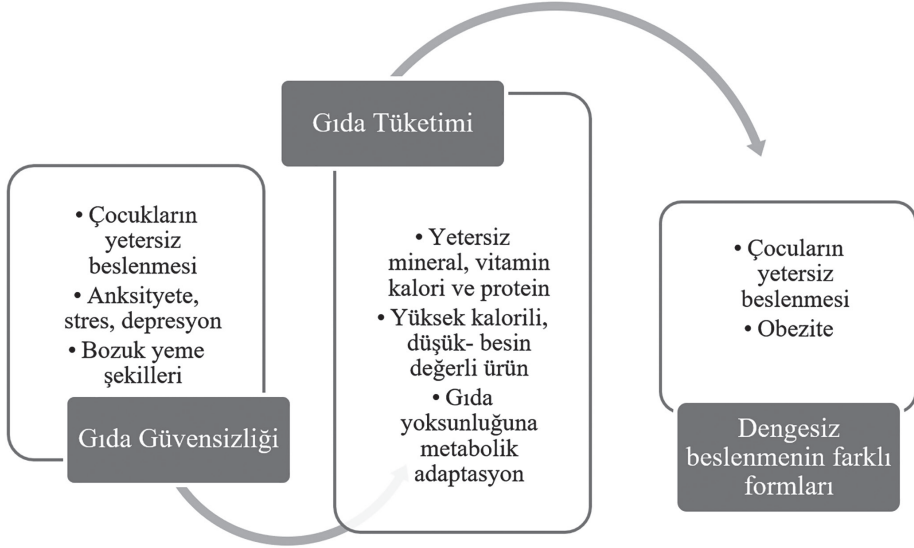 • Çocukların
yetersiz
beslenmesi
• Anksityete,
stres, depresyon
• Bozuk yeme
şekilleri
Gıda Güvensizliği
Gıda Tüketimi
• Yetersiz
mineral, vitamin
kalori ve protein
• Yüksek kalorili,
düşük- besin
değerli ürün
• Gıda
yoksunluğuna
metabolik
adaptasyon
• Çocuların
yetersiz
beslenmesi
• Obezite
Dengesiz
beslenmenin farklı
formları